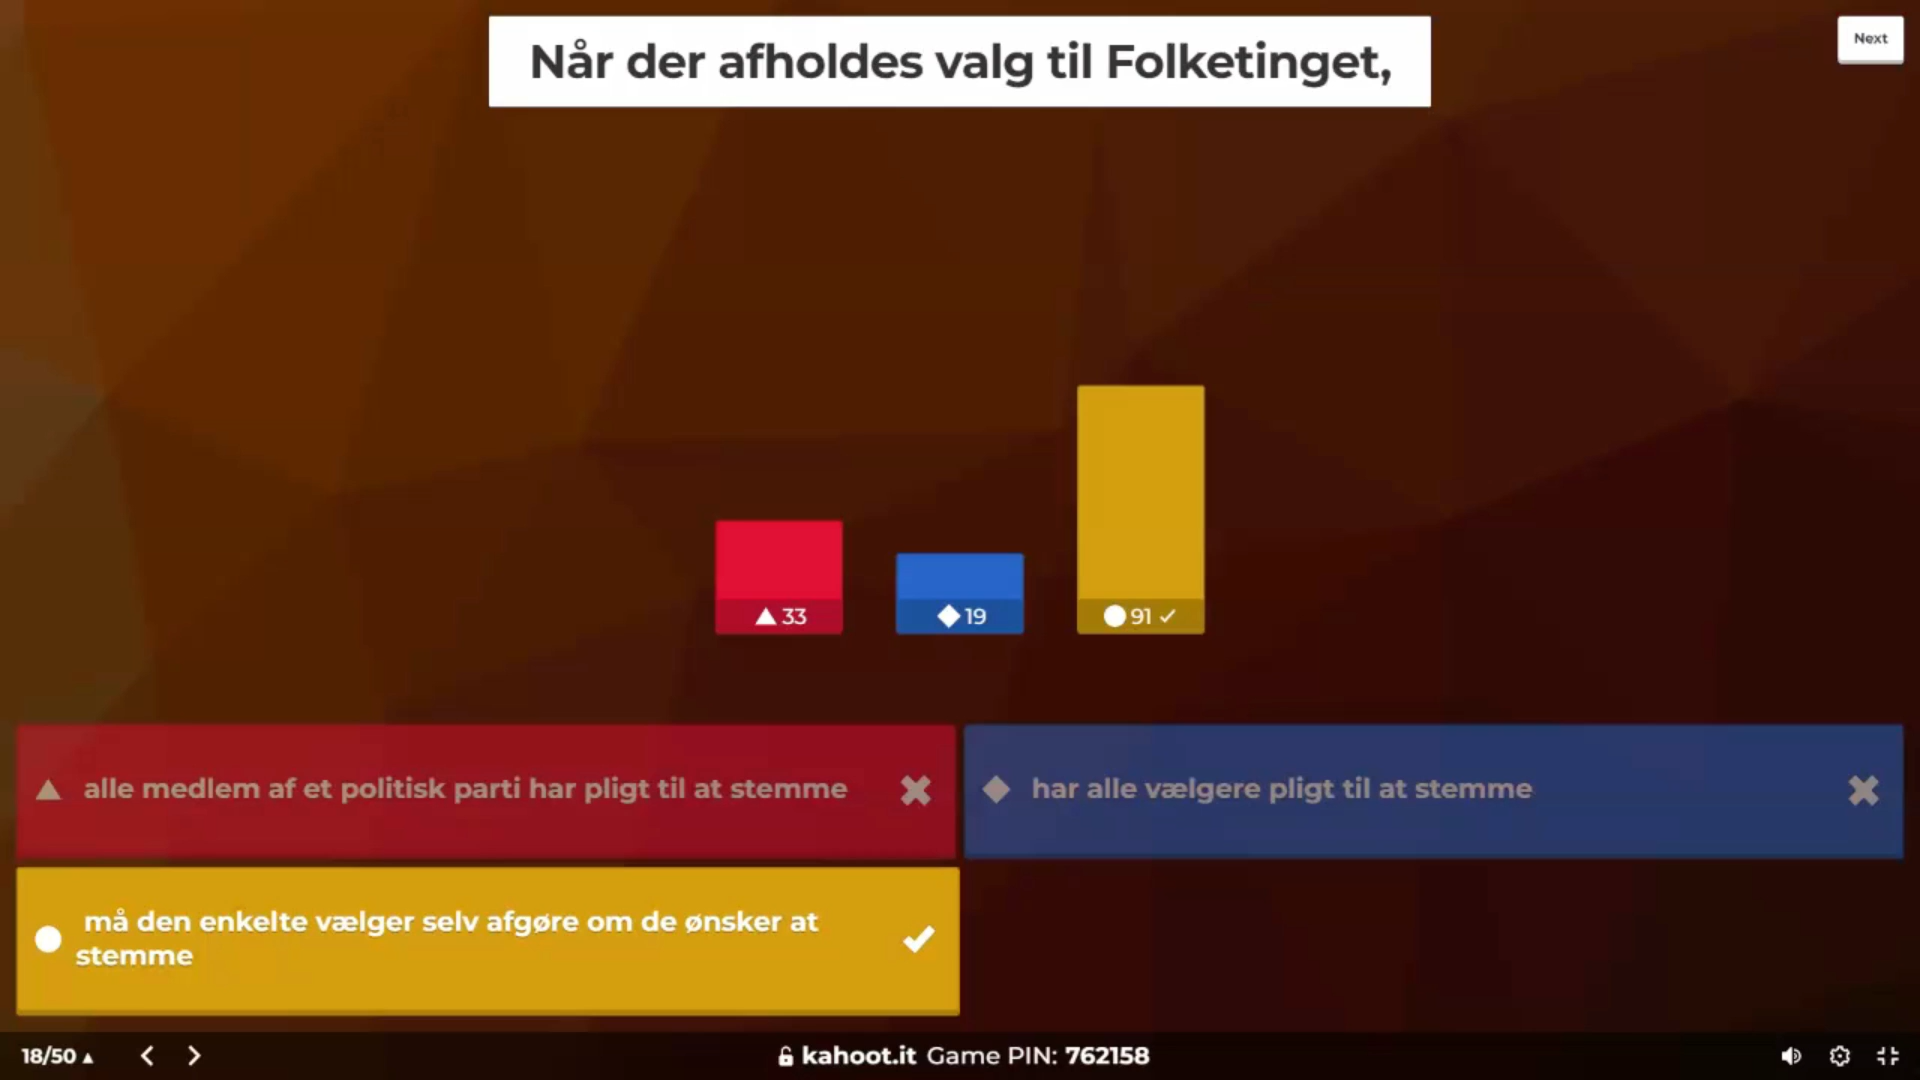 Når der afholdes valg til Folketinget,
Next
33
19
91
alle medlem af et politisk parti har pligt til at stemme
har alle vælgere pligt til at stemme
må den enkelte vælger selv afgøre om de ønsker at
stemme
18/50
kahoot.it Game PIN: 762158